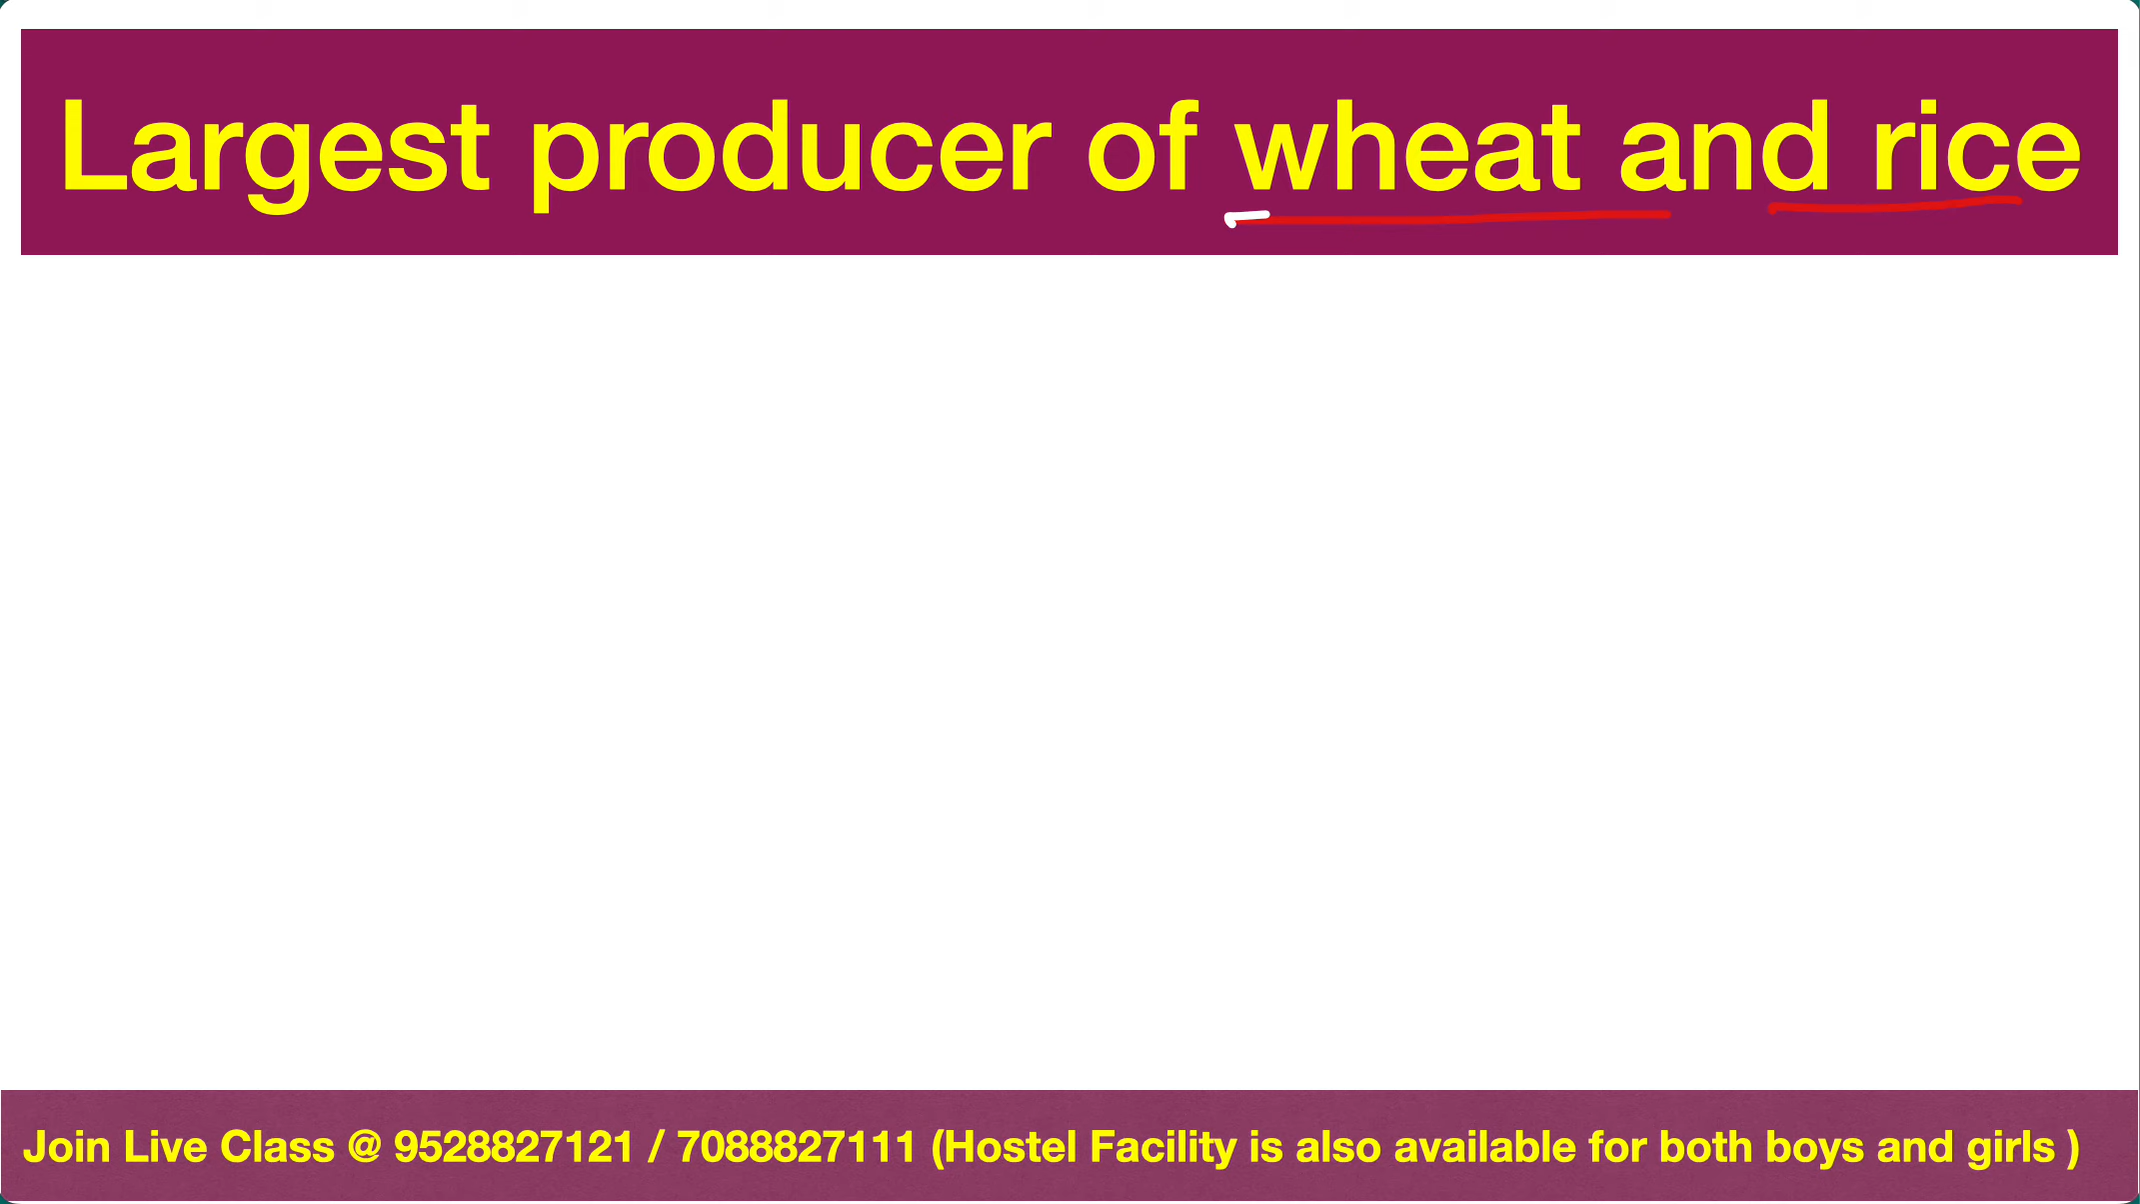 Largest producer of wheat and rice
Join Live Class @ 9528827121 / 7088827111 (Hostel Facility is also available for both boys and girls )